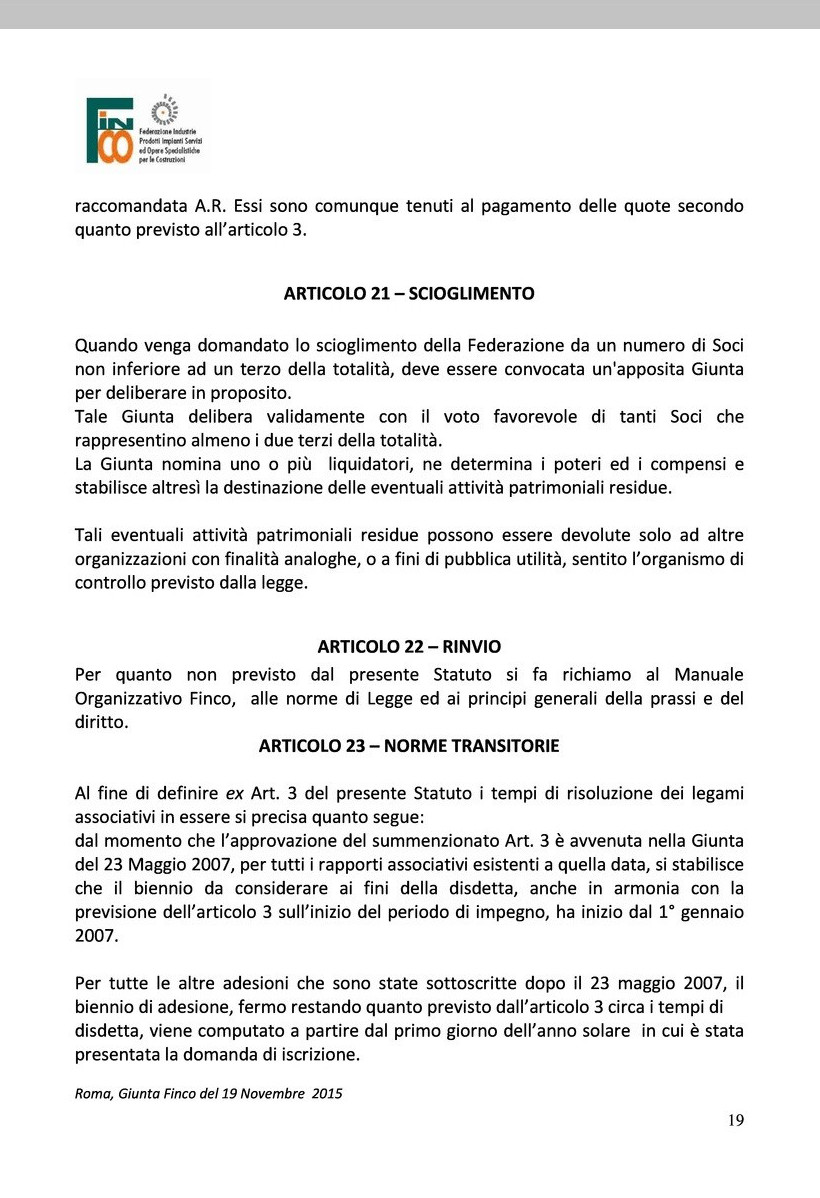 FINCO
Federazione Industrie
Prodotti Impianti Servizi
ed Opere Specialistiche
per le Costruzioni
raccomandata A.R. Essi sono comunque tenuti al pagamento delle quote secondo
quanto previsto all’articolo 3.
ARTICOLO 21 – SCIOGLIMENTO
Quando venga domandato lo scioglimento della Federazione da un numero di Soci
non inferiore ad un terzo della totalità, deve essere convocata un'apposita Giunta
per deliberare in proposito.
Tale Giunta delibera validamente con il voto favorevole di tanti Soci che
rappresentino almeno i due terzi della totalità.
La Giunta nomina uno o più liquidatori, ne determina i poteri ed i compensi e
stabilisce altresì la destinazione delle eventuali attività patrimoniali residue.
Tali eventuali attività patrimoniali residue possono essere devolute solo ad altre
organizzazioni con finalità analoghe, o a fini di pubblica utilità, sentito l’organismo di
controllo previsto dalla legge.
ARTICOLO 22 – RINVIO
Per quanto non previsto dal presente Statuto si fa richiamo al Manuale
Organizzativo Finco, alle norme di Legge ed ai principi generali della prassi e del
diritto.
ARTICOLO 23 – NORME TRANSITORIE
Al fine di definire ex Art. 3 del presente Statuto i tempi di risoluzione dei legami
associativi in essere si precisa quanto segue:
dal momento che l’approvazione del summenzionato Art. 3 è avvenuta nella Giunta
del 23 Maggio 2007, per tutti i rapporti associativi esistenti a quella data, si stabilisce
che il biennio da considerare ai fini della disdetta, anche in armonia con la
previsione dell’articolo 3 sull’inizio del periodo di impegno, ha inizio dal 1° gennaio
2007.
Per tutte le altre adesioni che sono state sottoscritte dopo il 23 maggio 2007, il
biennio di adesione, fermo restando quanto previsto dall’articolo 3 circa i tempi di
disdetta, viene computato a partire dal primo giorno dell’anno solare in cui è stata
presentata la domanda di iscrizione.
Roma, Giunta Finco del 19 Novembre 2015
19